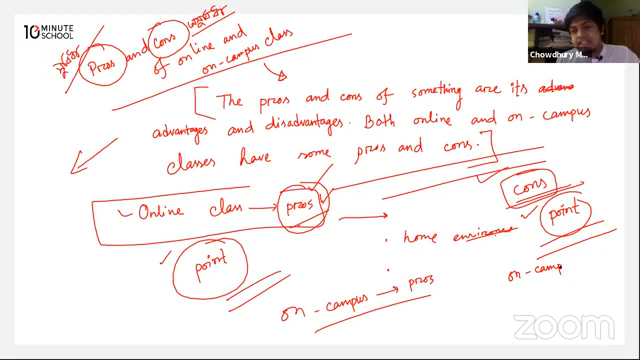 10 MINUTE SCHOOL
Chowdhury M...
Pros and Cons
of online and
on-campus class
The pros and cons of something are its
advantages and disadvantages. Both online and on-campus
classes have some pros and cons.
Online class → pros
cons
point
home environme
point
on-campus → pros
on-camp
zoom